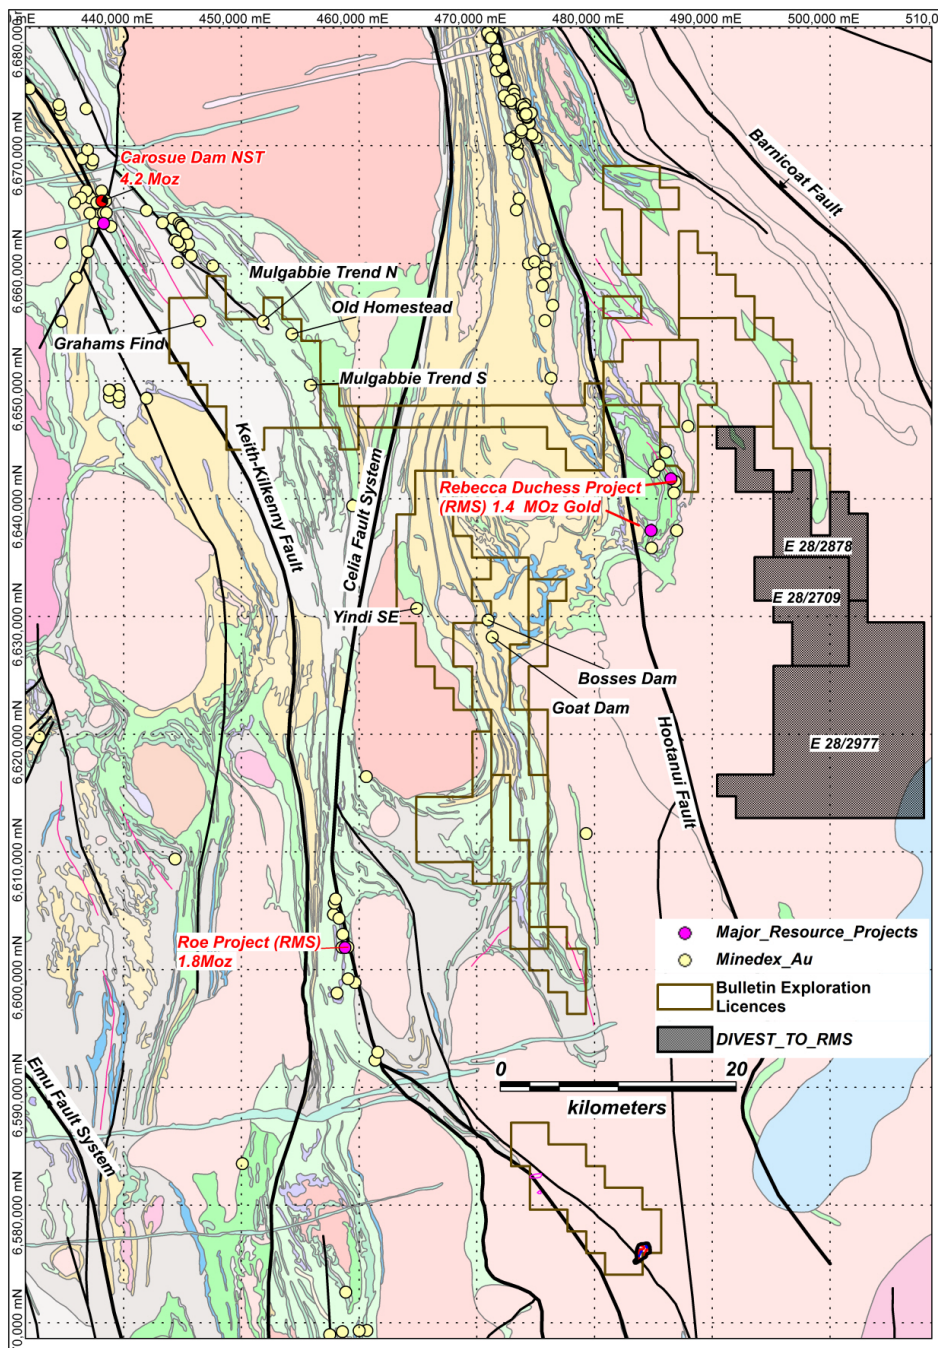 440,000 mE
450,000 mE
460,000 mE
470,000 mE
480,000 mE
490,000 mE
500,000 mE
6,680,000
6,670,000 mN
6,660,000 mN
6,650,000 mN
6,640,000 mN
6,630,000 mN
6,620,000 mN
6,610,000 mN
6,600,000 mN
6,590,000 mN
6,580,000 mN
Barnicoat Fault
Carosue Dam NST
4.2 Moz
Mulgabbie Trend N
Old Homestead
Grahams Find
Mulgabbie Trend S
Keith-Kilkenny Fault
Celia Fault System
Rebecca Duchess Project
(RMS) 1.4 MOz Gold
E 28/2878
E 28/2709
Yindi SE
Bosses Dam
Goat Dam
E 28/2977
Hootanui Fault
Roe Project (RMS)
1.8Moz
Major_Resource_Projects
Minedex_Au
Bulletin Exploration
Licences
DIVEST_TO_RMS
0 20
kilometers
Emu Fault System